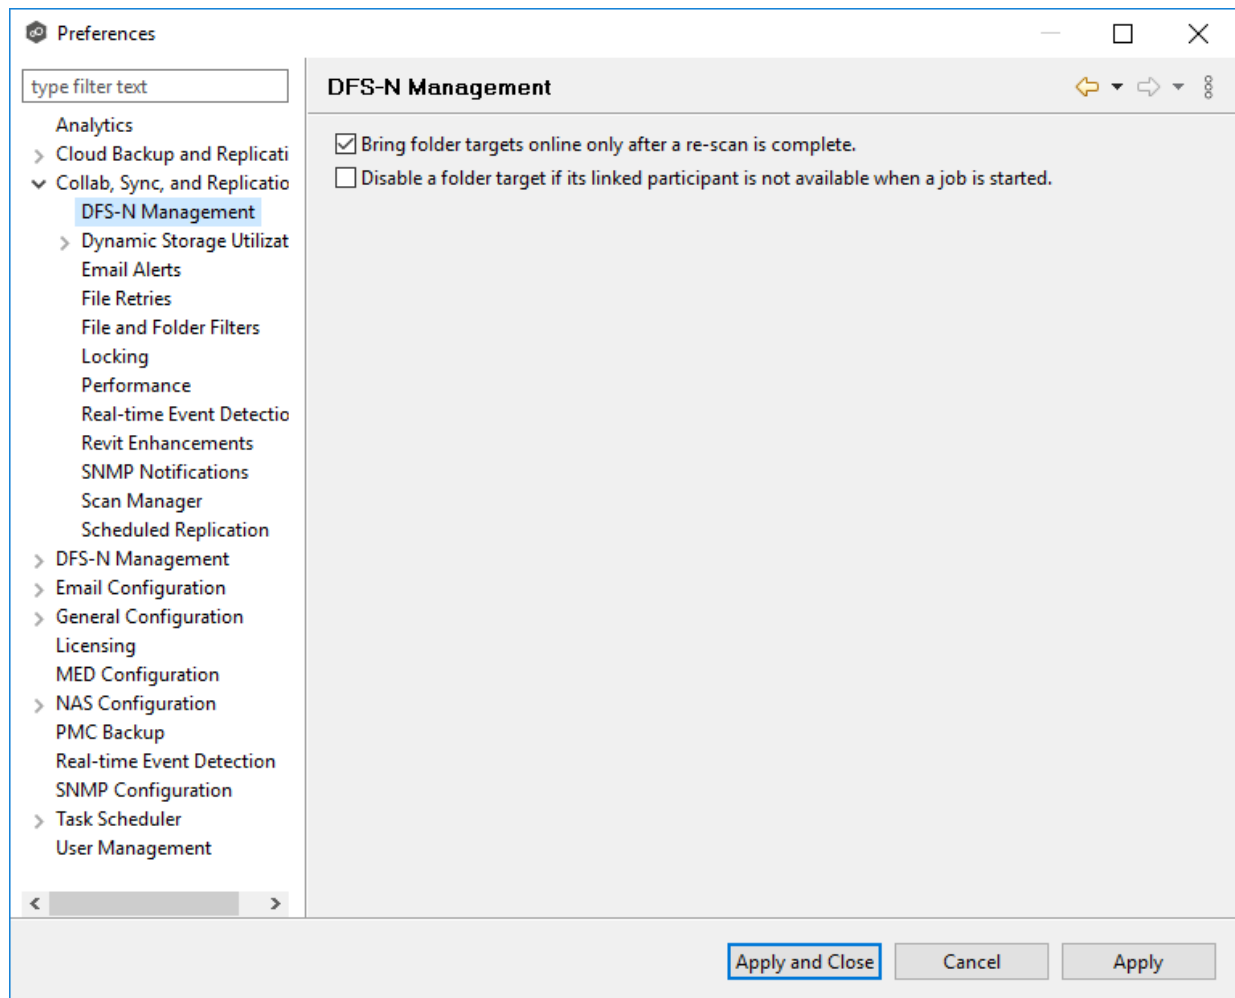 Preferences
type filter text
Analytics
Cloud Backup and Replicati
Collab, Sync, and Replicatio
DFS-N Management
Dynamic Storage Utilizat
Email Alerts
File Retries
File and Folder Filters
Locking
Performance
Real-time Event Detectio
Revit Enhancements
SNMP Notifications
Scan Manager
Scheduled Replication
DFS-N Management
Email Configuration
General Configuration
Licensing
MED Configuration
NAS Configuration
PMC Backup
Real-time Event Detection
SNMP Configuration
Task Scheduler
User Management
DFS-N Management
Bring folder targets online only after a re-scan is complete.
Disable a folder target if its linked participant is not available when a job is started.
Apply and Close
Cancel
Apply